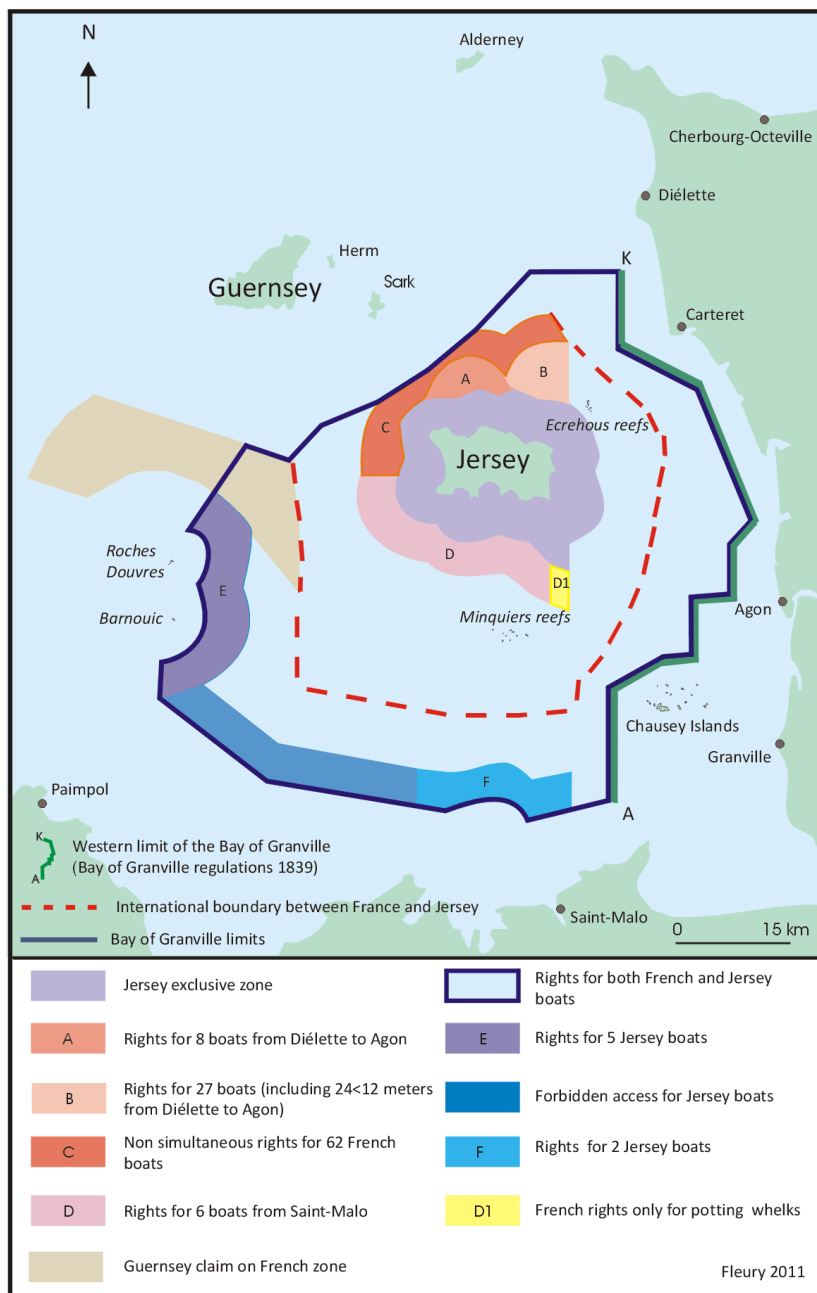 N
Alderney
Cherbourg-Octeville
Diélette
Herm
Guernsey
Sark
K
Carteret
A
B
C
Ecrehous reefs
Jersey
Roches
Douvres
D
E
D1
Barnouic
Minquiers reefs
Agon
Chausey Islands
Granville
F
Paimpol
A
K
A
Western limit of the Bay of Granville
(Bay of Granville regulations 1839)
International boundary between France and Jersey
Saint-Malo
0 15 km
Bay of Granville limits
Jersey exclusive zone
Rights for both French and Jersey
boats
A Rights for 8 boats from Diélette to Agon
E Rights for 5 Jersey boats
B Rights for 27 boats (including 24<12 meters
from Diélette to Agon)
Forbidden access for Jersey boats
C Non simultaneous rights for 62 French
boats
F Rights for 2 Jersey boats
D Rights for 6 boats from Saint-Malo
D1 French rights only for potting whelks
Guernsey claim on French zone
Fleury 2011